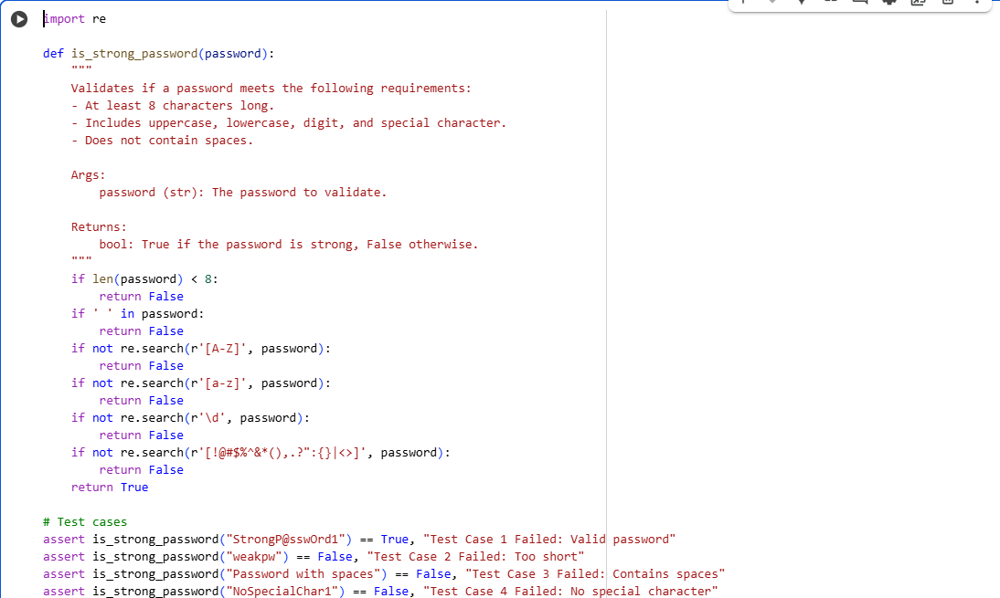 import re

def is_strong_password(password):
    """
    Validates if a password meets the following requirements:
    - At least 8 characters long.
    - Includes uppercase, lowercase, digit, and special character.
    - Does not contain spaces.

    Args:
        password (str): The password to validate.

    Returns:
        bool: True if the password is strong, False otherwise.
    """
    if len(password) < 8:
        return False
    if ' ' in password:
        return False
    if not re.search(r'[A-Z]', password):
        return False
    if not re.search(r'[a-z]', password):
        return False
    if not re.search(r'\d', password):
        return False
    if not re.search(r'[!@#$%^&*(),.?":{}|<>]', password):
        return False
    return True

# Test cases
assert is_strong_password("StrongP@sswOrd1") == True, "Test Case 1 Failed: Valid password"
assert is_strong_password("weakpw") == False, "Test Case 2 Failed: Too short"
assert is_strong_password("Password with spaces") == False, "Test Case 3 Failed: Contains spaces"
assert is_strong_password("NoSpecialChar1") == False, "Test Case 4 Failed: No special character"